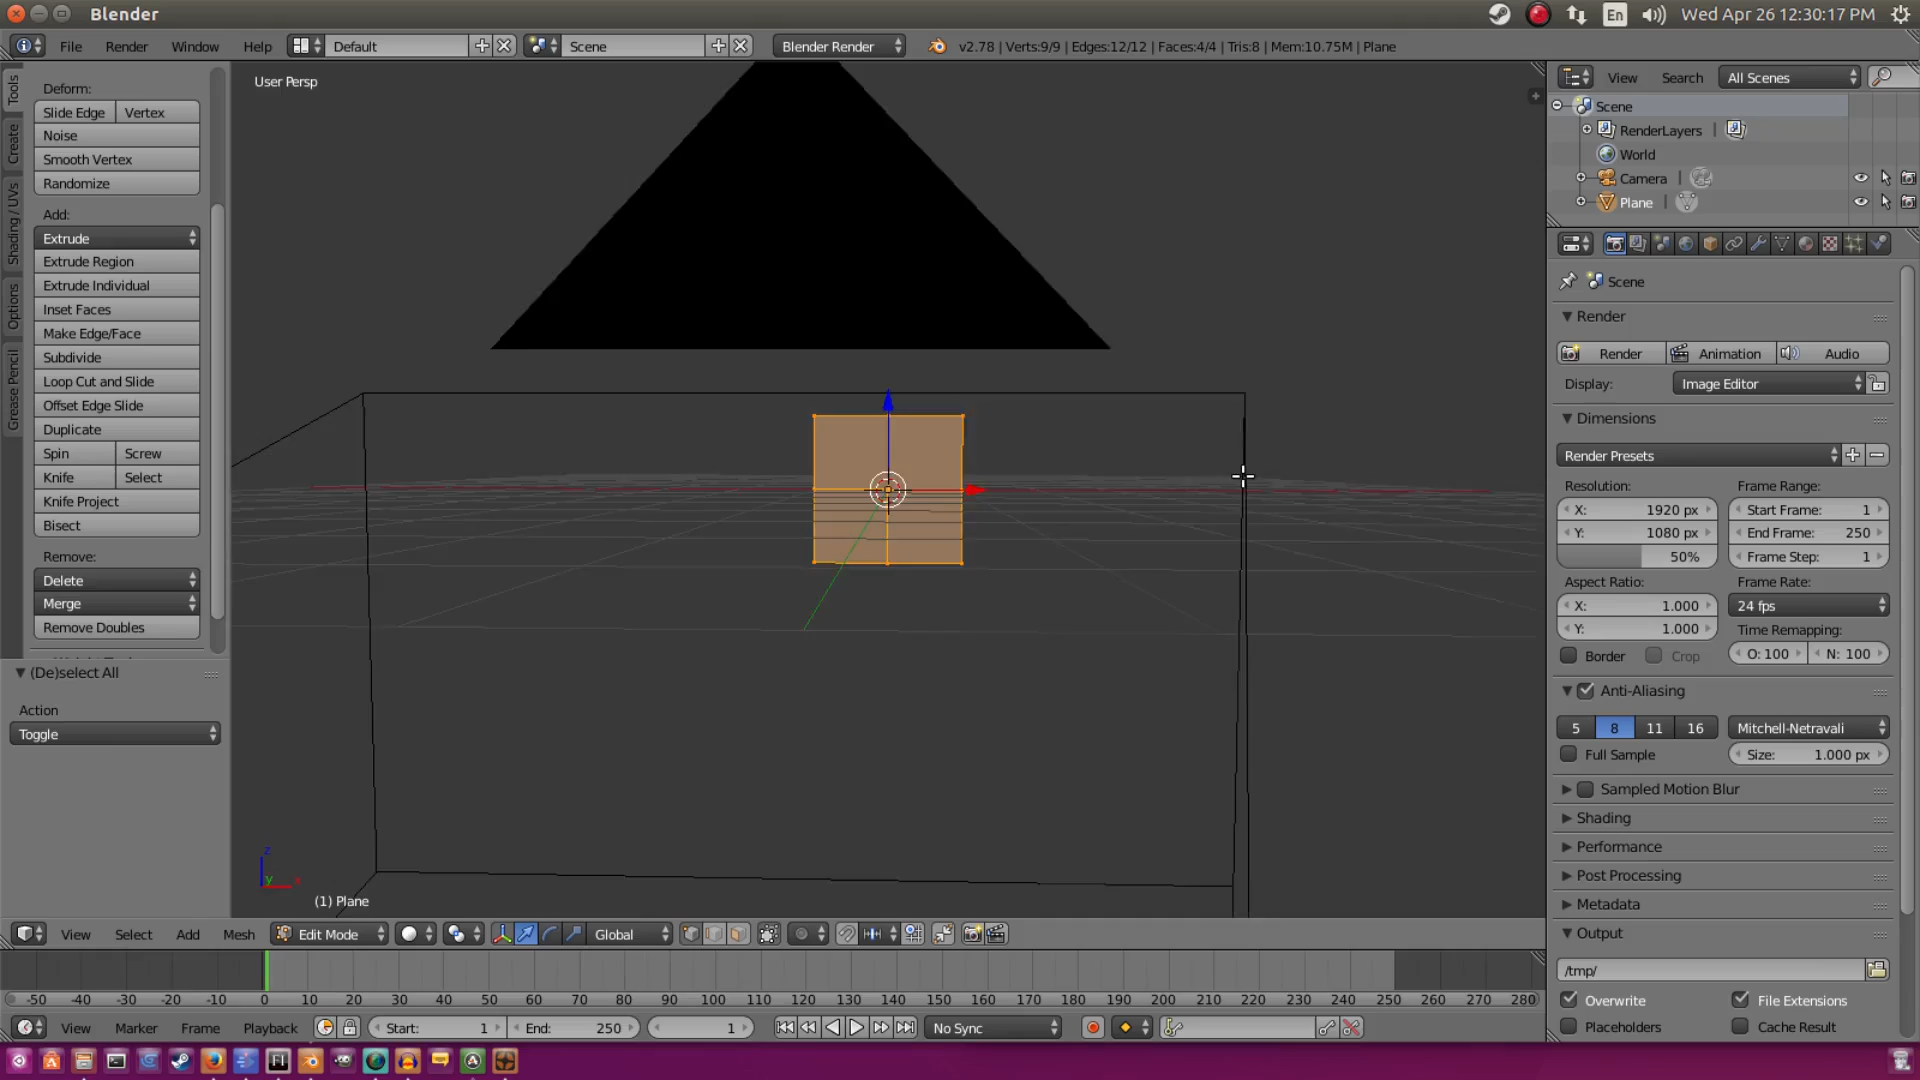 Blender
En
Wed Apr 26 12:30:17 PM
File
Render
Window
Help
Default
Scene
Blender Render
v2.78 | Verts:9/9 | Edges:12/12 | Faces:4/4 | Tris:8 | Mem:10.75M | Plane
Tools
Create
Shading / UVs
Options
Grease Pencil
Deform:
Slide Edge
Vertex
Noise
Smooth Vertex
Randomize
Add:
Extrude
Extrude Region
Extrude Individual
Inset Faces
Make Edge/Face
Subdivide
Loop Cut and Slide
Offset Edge Slide
Duplicate
Spin
Screw
Knife
Select
Knife Project
Bisect
Remove:
Delete
Merge
Remove Doubles
(De)select All
Action
Toggle
User Persp
z
y
x
(1) Plane
View
Select
Add
Mesh
Edit Mode
Global
-50 -40 -30 -20 -10 0 10 20 30 40 50 60 70 80 90 100 110 120 130 140 150 160 170 180 190 200 210 220 230 240 250 260 270 280
View
Marker
Frame
Playback
Start: 1
End: 250
1
No Sync
View
Search
All Scenes
Scene
RenderLayers |
World
Camera |
Plane |
Scene
Render
Render
Animation
Audio
Display:
Image Editor
Dimensions
Render Presets
Resolution:
X: 1920 px
Y: 1080 px
50%
Frame Range:
Start Frame: 1
End Frame: 250
Frame Step: 1
Aspect Ratio:
X: 1.000
Y: 1.000
Frame Rate:
24 fps
Time Remapping:
O: 100
N: 100
Border
Crop
Anti-Aliasing
5
8
11
16
Mitchell-Netravali
Full Sample
Size: 1.000 px
Sampled Motion Blur
Shading
Performance
Post Processing
Metadata
Output
/tmp/
Overwrite
File Extensions
Placeholders
Cache Result